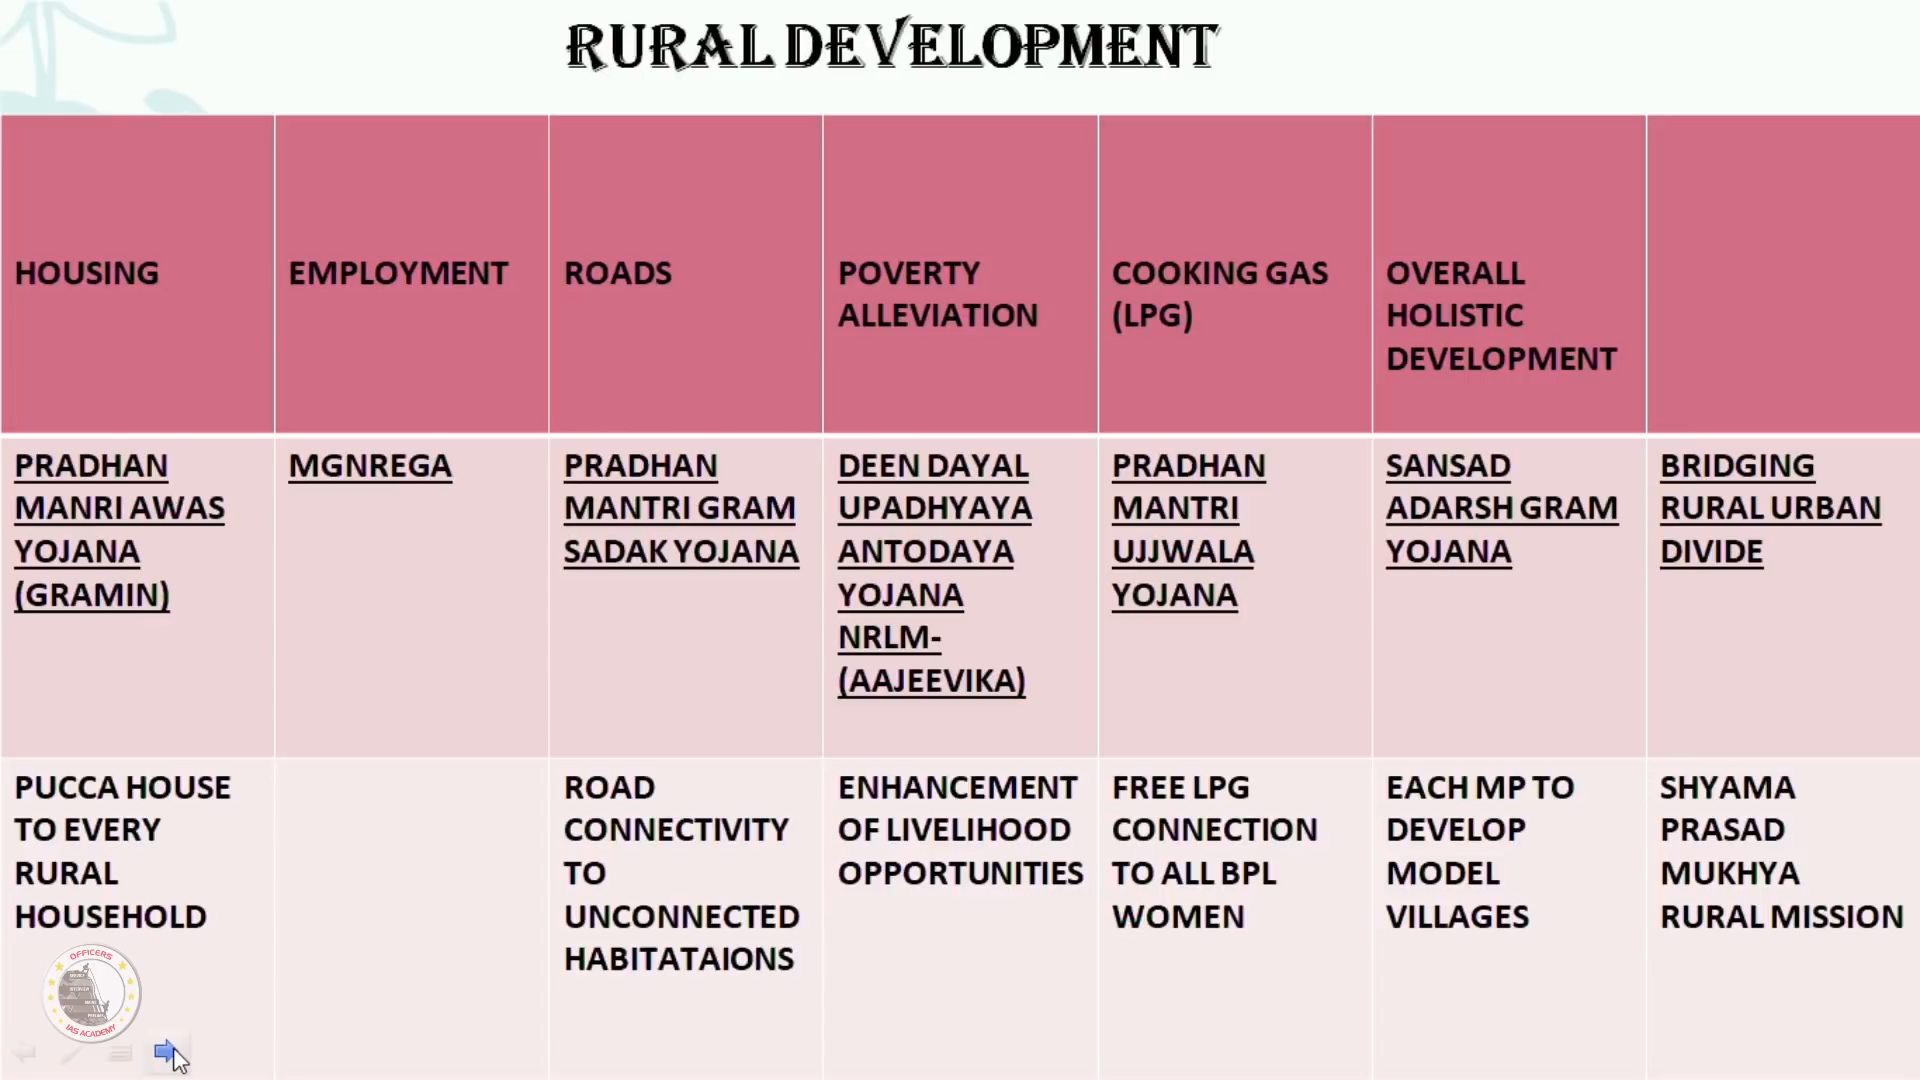 RURAL DEVELOPMENT
HOUSING
EMPLOYMENT
ROADS
POVERTY
ALLEVIATION
COOKING GAS
(LPG)
OVERALL
HOLISTIC
DEVELOPMENT
PRADHAN
MANRI AWAS
YOJANA
(GRAMIN)
MGNREGA
PRADHAN
MANTRI GRAM
SADAK YOJANA
DEEN DAYAL
UPADHYAYA
ANTODAYA
YOJANA
NRLM-
(AAJEEVIKA)
PRADHAN
MANTRI
UJJWALA
YOJANA
SANSAD
ADARSH GRAM
YOJANA
BRIDGING
RURAL URBAN
DIVIDE
PUCCA HOUSE
TO EVERY
RURAL
HOUSEHOLD
ROAD
CONNECTIVITY
TO
UNCONNECTED
HABITATAIONS
ENHANCEMENT
OF LIVELIHOOD
OPPORTUNITIES
FREE LPG
CONNECTION
TO ALL BPL
WOMEN
EACH MP TO
DEVELOP
MODEL
VILLAGES
SHYAMA
PRASAD
MUKHYA
RURAL MISSION
OFFICERS
IAS ACADEMY